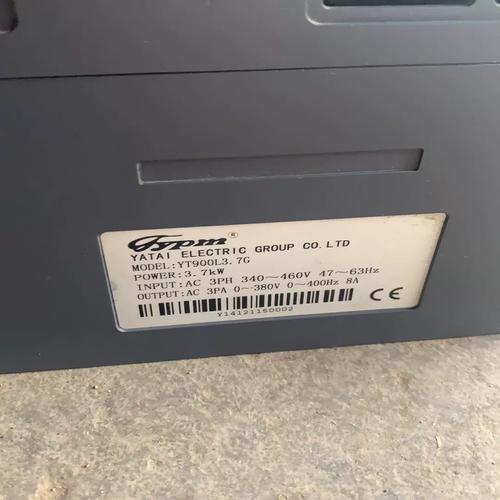 Typm®
YATAI ELECTRIC GROUP CO.LTD
MODEL:YT900L3.7G
POWER:3.7kW
INPUT:AC 3PH 340~460V 47~63Hz
OUTPUT:AC 3PA 0~380V 0~400Hz 8A
CE
Y14121150002